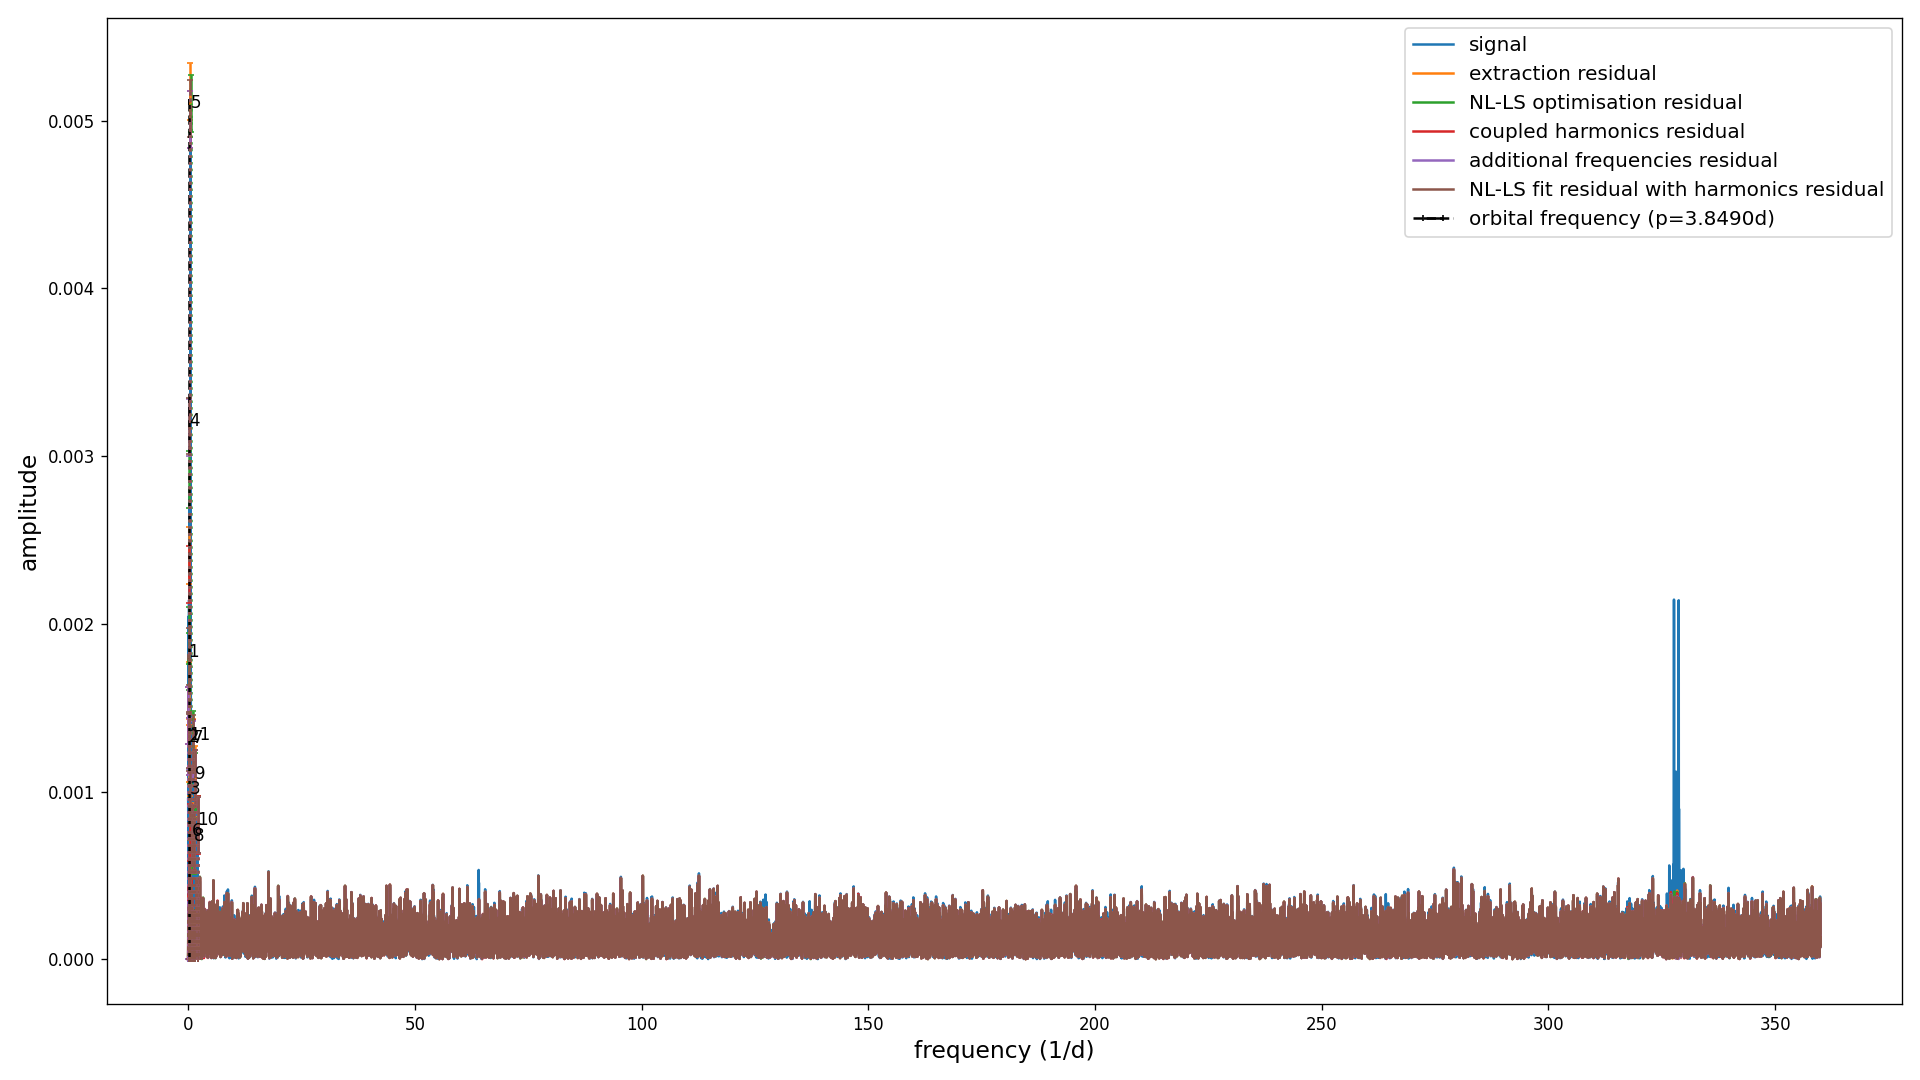 signal
extraction residual
NL-LS optimisation residual
coupled harmonics residual
additional frequencies residual
NL-LS fit residual with harmonics residual
orbital frequency (p=3.8490d)
amplitude
0.005
0.004
0.003
0.002
0.001
0.000
5
4
1
11
9
3
10
8
0
50
100
150
200
250
300
350
frequency (1/d)